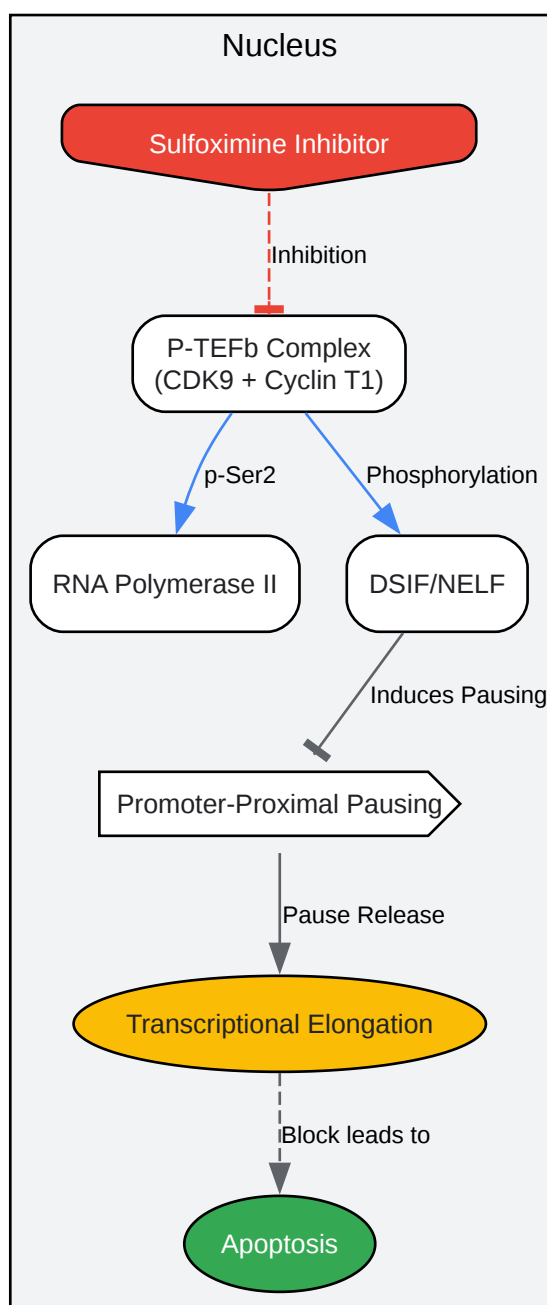 Nucleus
Sulfoximine Inhibitor
Inhibition
P-TEFb Complex
(CDK9 + Cyclin T1)
p-Ser2
Phosphorylation
RNA Polymerase II
DSIF/NELF
Induces Pausing
Promoter-Proximal Pausing
Pause Release
Transcriptional Elongation
Block leads to
Apoptosis